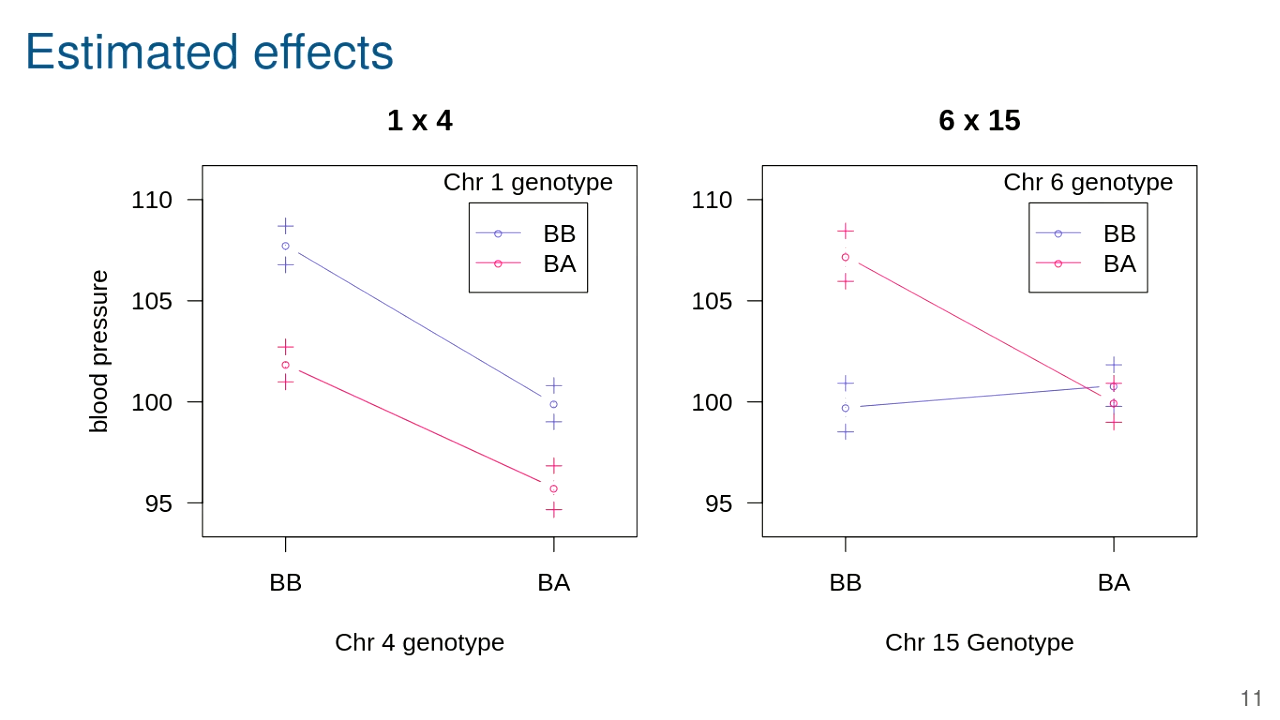 Estimated effects
1 x 4
Chr 1 genotype
BB
BA
110
105
100
95
blood pressure
BB
BA
Chr 4 genotype
6 x 15
Chr 6 genotype
BB
BA
110
105
100
95
BB
BA
Chr 15 Genotype
11